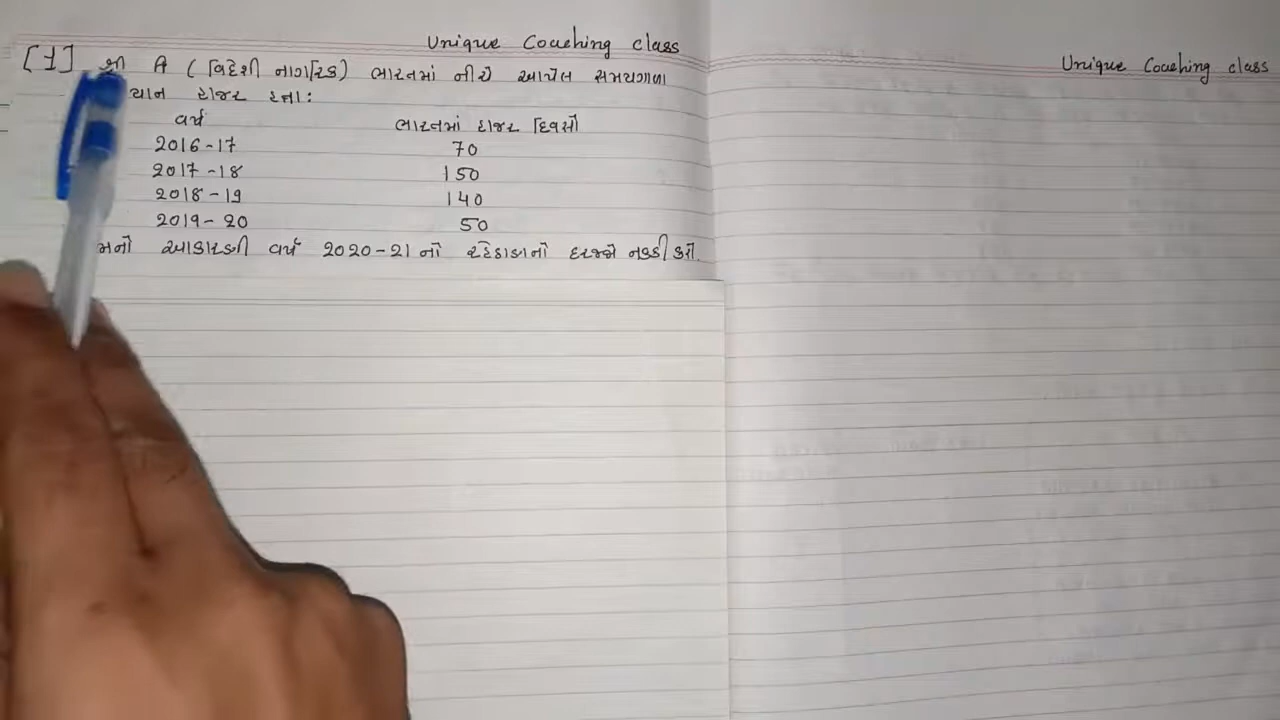 Unique Coaching class
[1] શ્રી A ( વિદેશી નાગરિક) ભારતમાં નીચે આપેલ સમયગાળા
હાજર રહ્યા:
વર્ષ ભારતમાં હાજર દિવસો
2016-17 70
2017-18 150
2018-19 140
2019-20 50
આકારણી વર્ષ 2020-21 નો રહેઠાણનો દરજ્જો નક્કી કરો.
Unique Coaching class